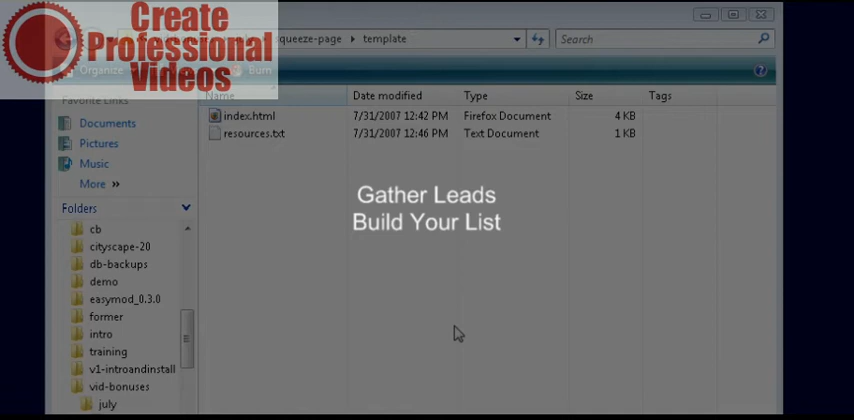 Create
Professional
Videos
queeze-page ▸ template
Search
Organize
Burn
Favorite Links
Documents
Pictures
Music
More »
Folders
cb
cityscape-20
db-backups
demo
easymod_0.3.0
former
intro
training
v1-introandinstall
vid-bonuses
july
Name Date modified Type Size Tags
index.html 7/31/2007 12:42 PM Firefox Document 4 KB
resources.txt 7/31/2007 12:46 PM Text Document 1 KB
Gather Leads
Build Your List